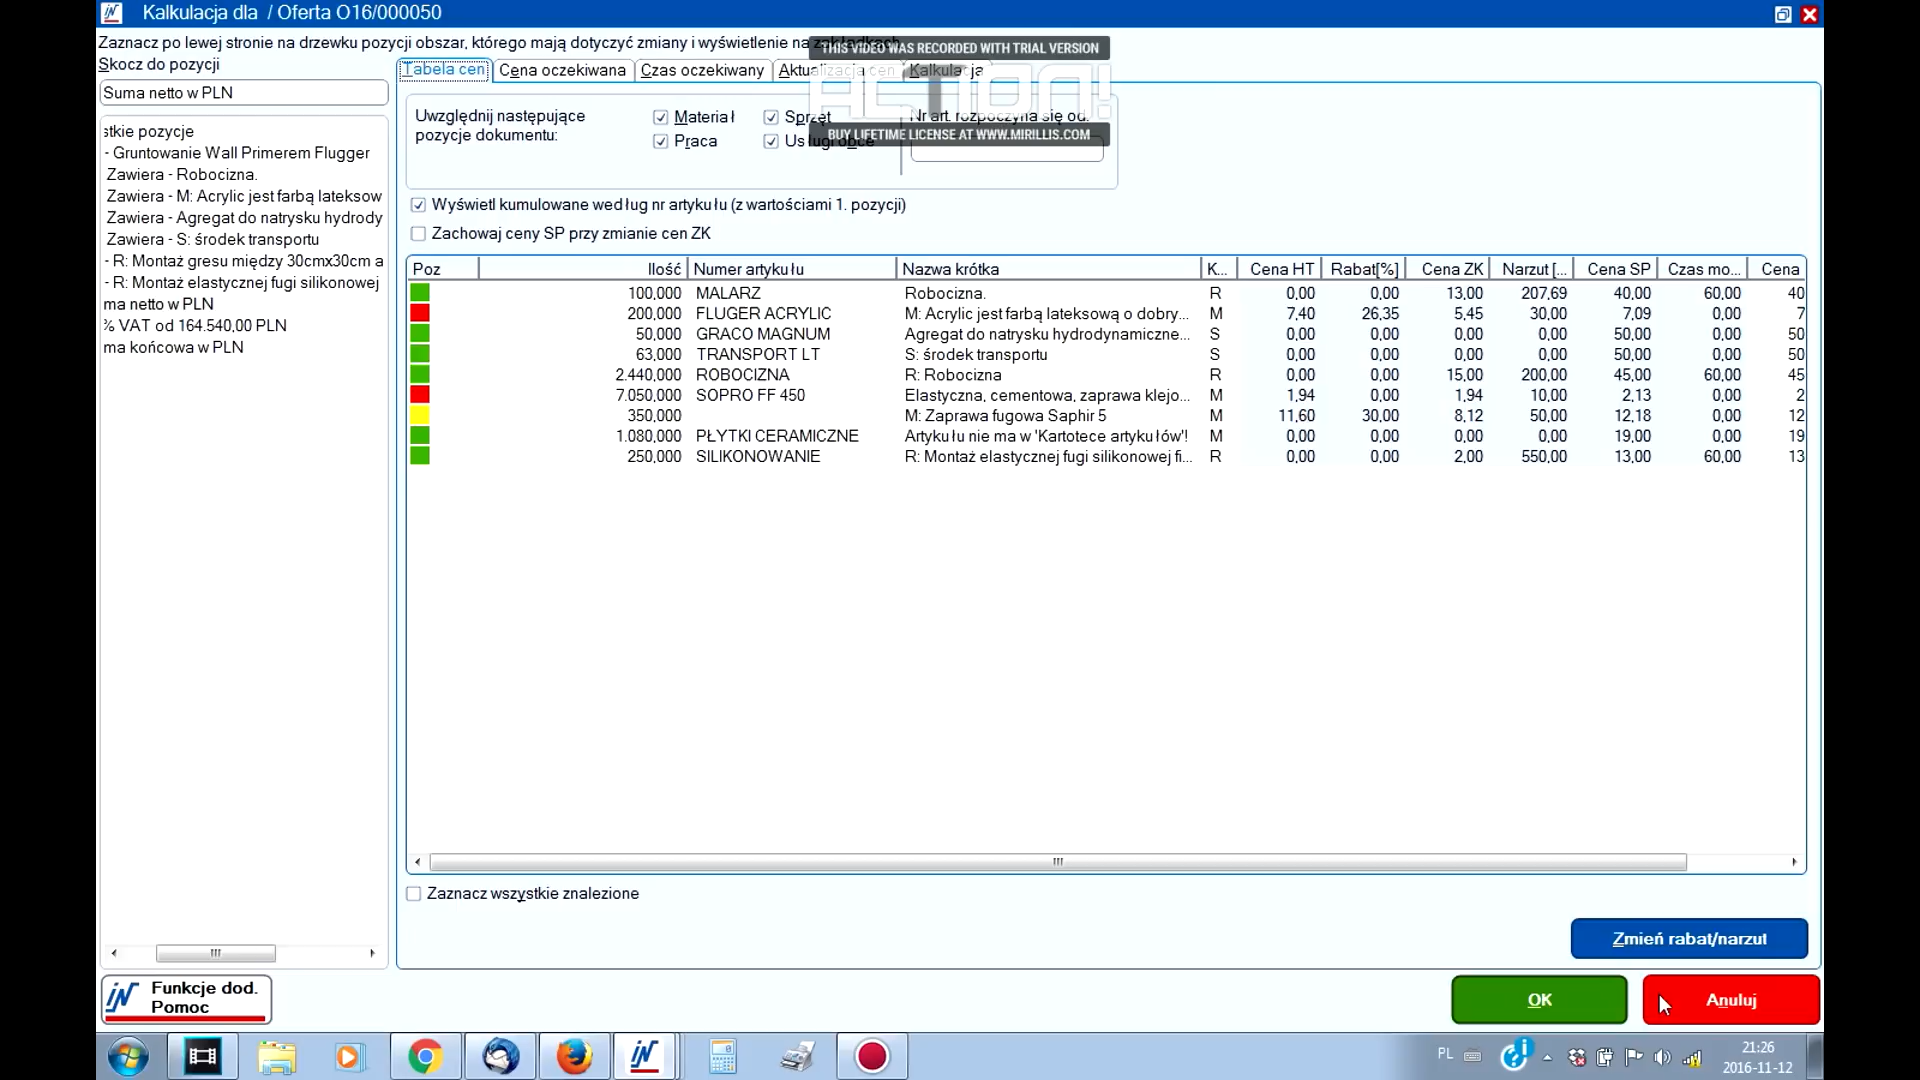 Kalkulacja dla / Oferta O16/000050
Zaznacz po lewej stronie na drzewku pozycji obszar, którego mają dotyczyć zmiany i wyświetlenie na zakładkach.
THIS VIDEO WAS RECORDED WITH TRIAL VERSION
ACTION!
BUY LIFETIME LICENSE AT WWW.MIRILLIS.COM
Skocz do pozycji
Suma netto w PLN
stkie pozycje
- Gruntowanie Wall Primerem Flugger
Zawiera - Robocizna.
Zawiera - M: Acrylic jest farbą lateksow
Zawiera - Agregat do natrysku hydrody
Zawiera - S: środek transportu
- R: Montaż gresu między 30cmx30cm a
- R: Montaż elastycznej fugi silikonowej
ma netto w PLN
% VAT od 164.540,00 PLN
ma końcowa w PLN
Tabela cen Cena oczekiwana Czas oczekiwany Aktualizacja cen Kalkulacja
Uwzględnij następujące pozycje dokumentu:
Materiał Sprzęt
Praca Usługi obce
Nr art. rozpoczyna się od:
Wyświetl kumulowane według nr artykułu (z wartościami 1. pozycji)
Zachowaj ceny SP przy zmianie cen ZK
Poz Ilość Numer artykułu Nazwa krótka K... Cena HT Rabat[%] Cena ZK Narzut [... Cena SP Czas mo... Cena
100,000 MALARZ Robocizna. R 0,00 0,00 13,00 207,69 40,00 60,00 40
200,000 FLUGER ACRYLIC M: Acrylic jest farbą lateksową o dobry... M 7,40 26,35 5,45 30,00 7,09 0,00 7
50,000 GRACO MAGNUM Agregat do natrysku hydrodynamiczne... S 0,00 0,00 0,00 0,00 50,00 0,00 50
63,000 TRANSPORT LT S: środek transportu S 0,00 0,00 0,00 0,00 50,00 0,00 50
2.440,000 ROBOCIZNA R: Robocizna R 0,00 0,00 15,00 200,00 45,00 60,00 45
7.050,000 SOPRO FF 450 Elastyczna, cementowa, zaprawa klejo... M 1,94 0,00 1,94 10,00 2,13 0,00 2
350,000 M: Zaprawa fugowa Saphir 5 M 11,60 30,00 8,12 50,00 12,18 0,00 12
1.080,000 PŁYTKI CERAMICZNE Artykułu nie ma w 'Kartotece artykułów'! M 0,00 0,00 0,00 0,00 19,00 0,00 19
250,000 SILIKONOWANIE R: Montaż elastycznej fugi silikonowej fi... R 0,00 0,00 2,00 550,00 13,00 60,00 13
Zaznacz wszystkie znalezione
Zmień rabat/narzut
Funkcje dod.
Pomoc
OK
Anuluj
PL
21:26
2016-11-12